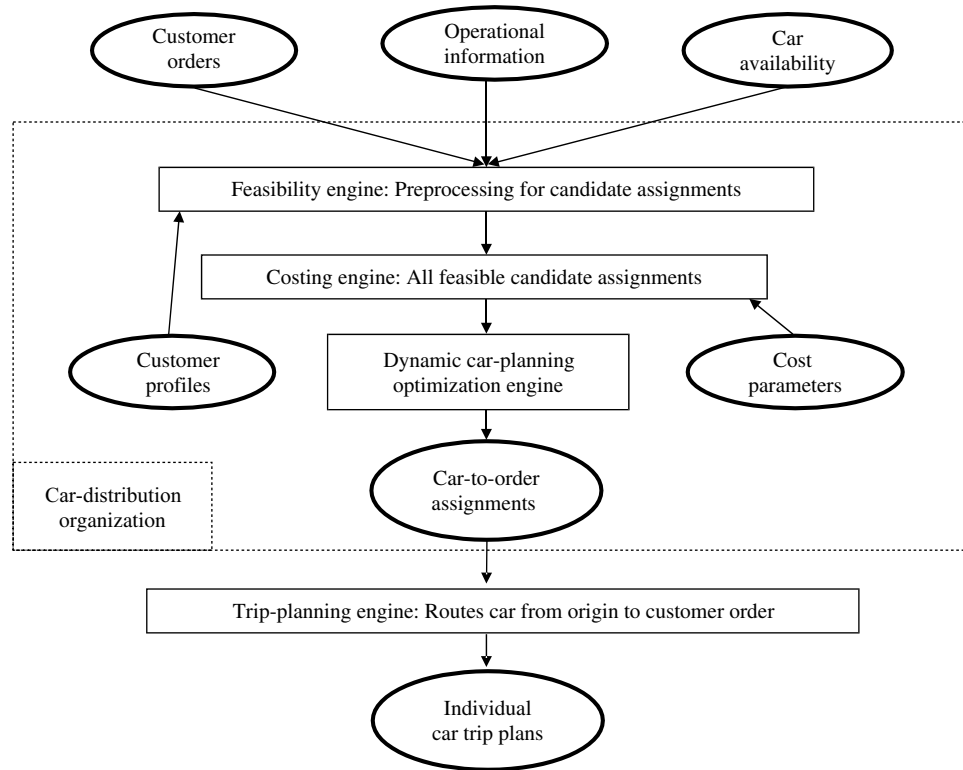 Customer
orders
Operational
information
Car
availability
Feasibility engine: Preprocessing for candidate assignments
Costing engine: All feasible candidate assignments
Customer
profiles
Dynamic car-planning
optimization engine
Cost
parameters
Car-distribution
organization
Car-to-order
assignments
Trip-planning engine: Routes car from origin to customer order
Individual
car trip plans